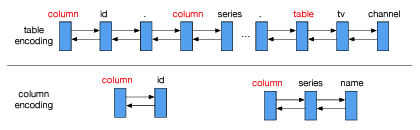 column id . column series . table tv channel
table
encoding
...
column id column series name
column
encoding